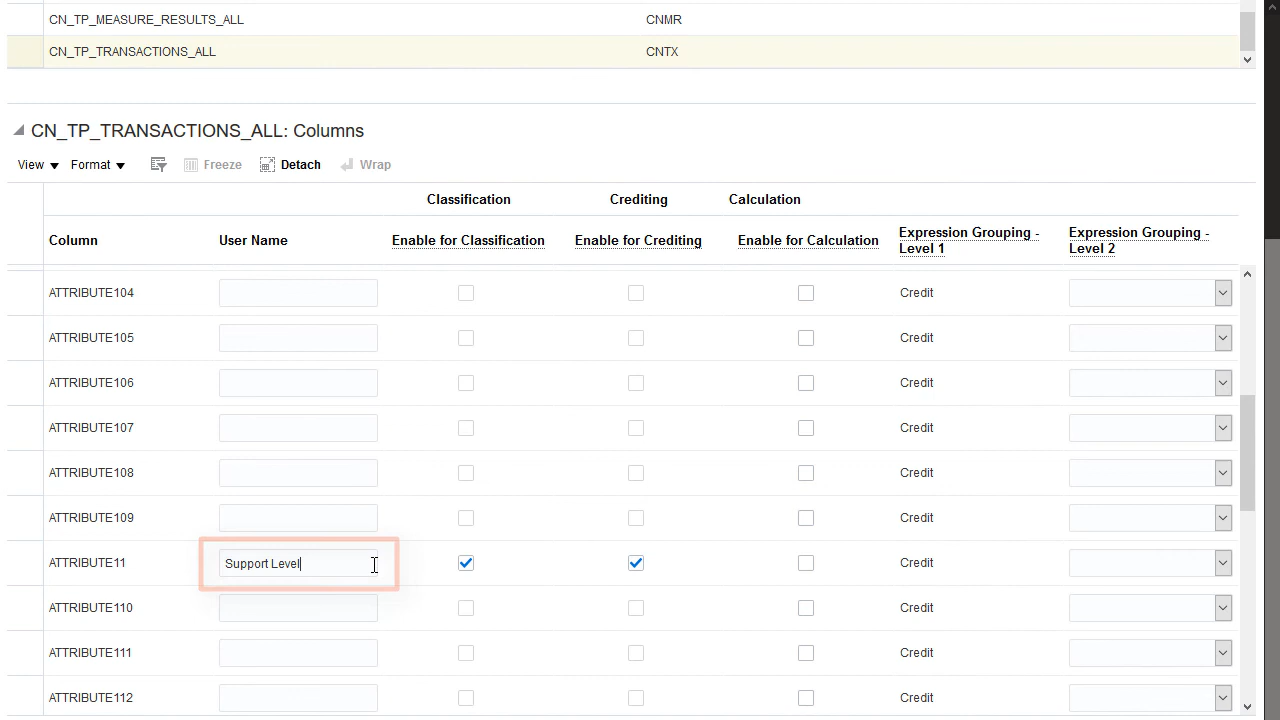 CN_TP_MEASURE_RESULTS_ALL CNMR
CN_TP_TRANSACTIONS_ALL CNTX
CN_TP_TRANSACTIONS_ALL: Columns
View Format Freeze Detach Wrap
Classification Crediting Calculation
Column User Name Enable for Classification Enable for Crediting Enable for Calculation Expression Grouping - Level 1 Expression Grouping - Level 2
ATTRIBUTE104 Credit
ATTRIBUTE105 Credit
ATTRIBUTE106 Credit
ATTRIBUTE107 Credit
ATTRIBUTE108 Credit
ATTRIBUTE109 Credit
ATTRIBUTE11 Support Level Credit
ATTRIBUTE110 Credit
ATTRIBUTE111 Credit
ATTRIBUTE112 Credit